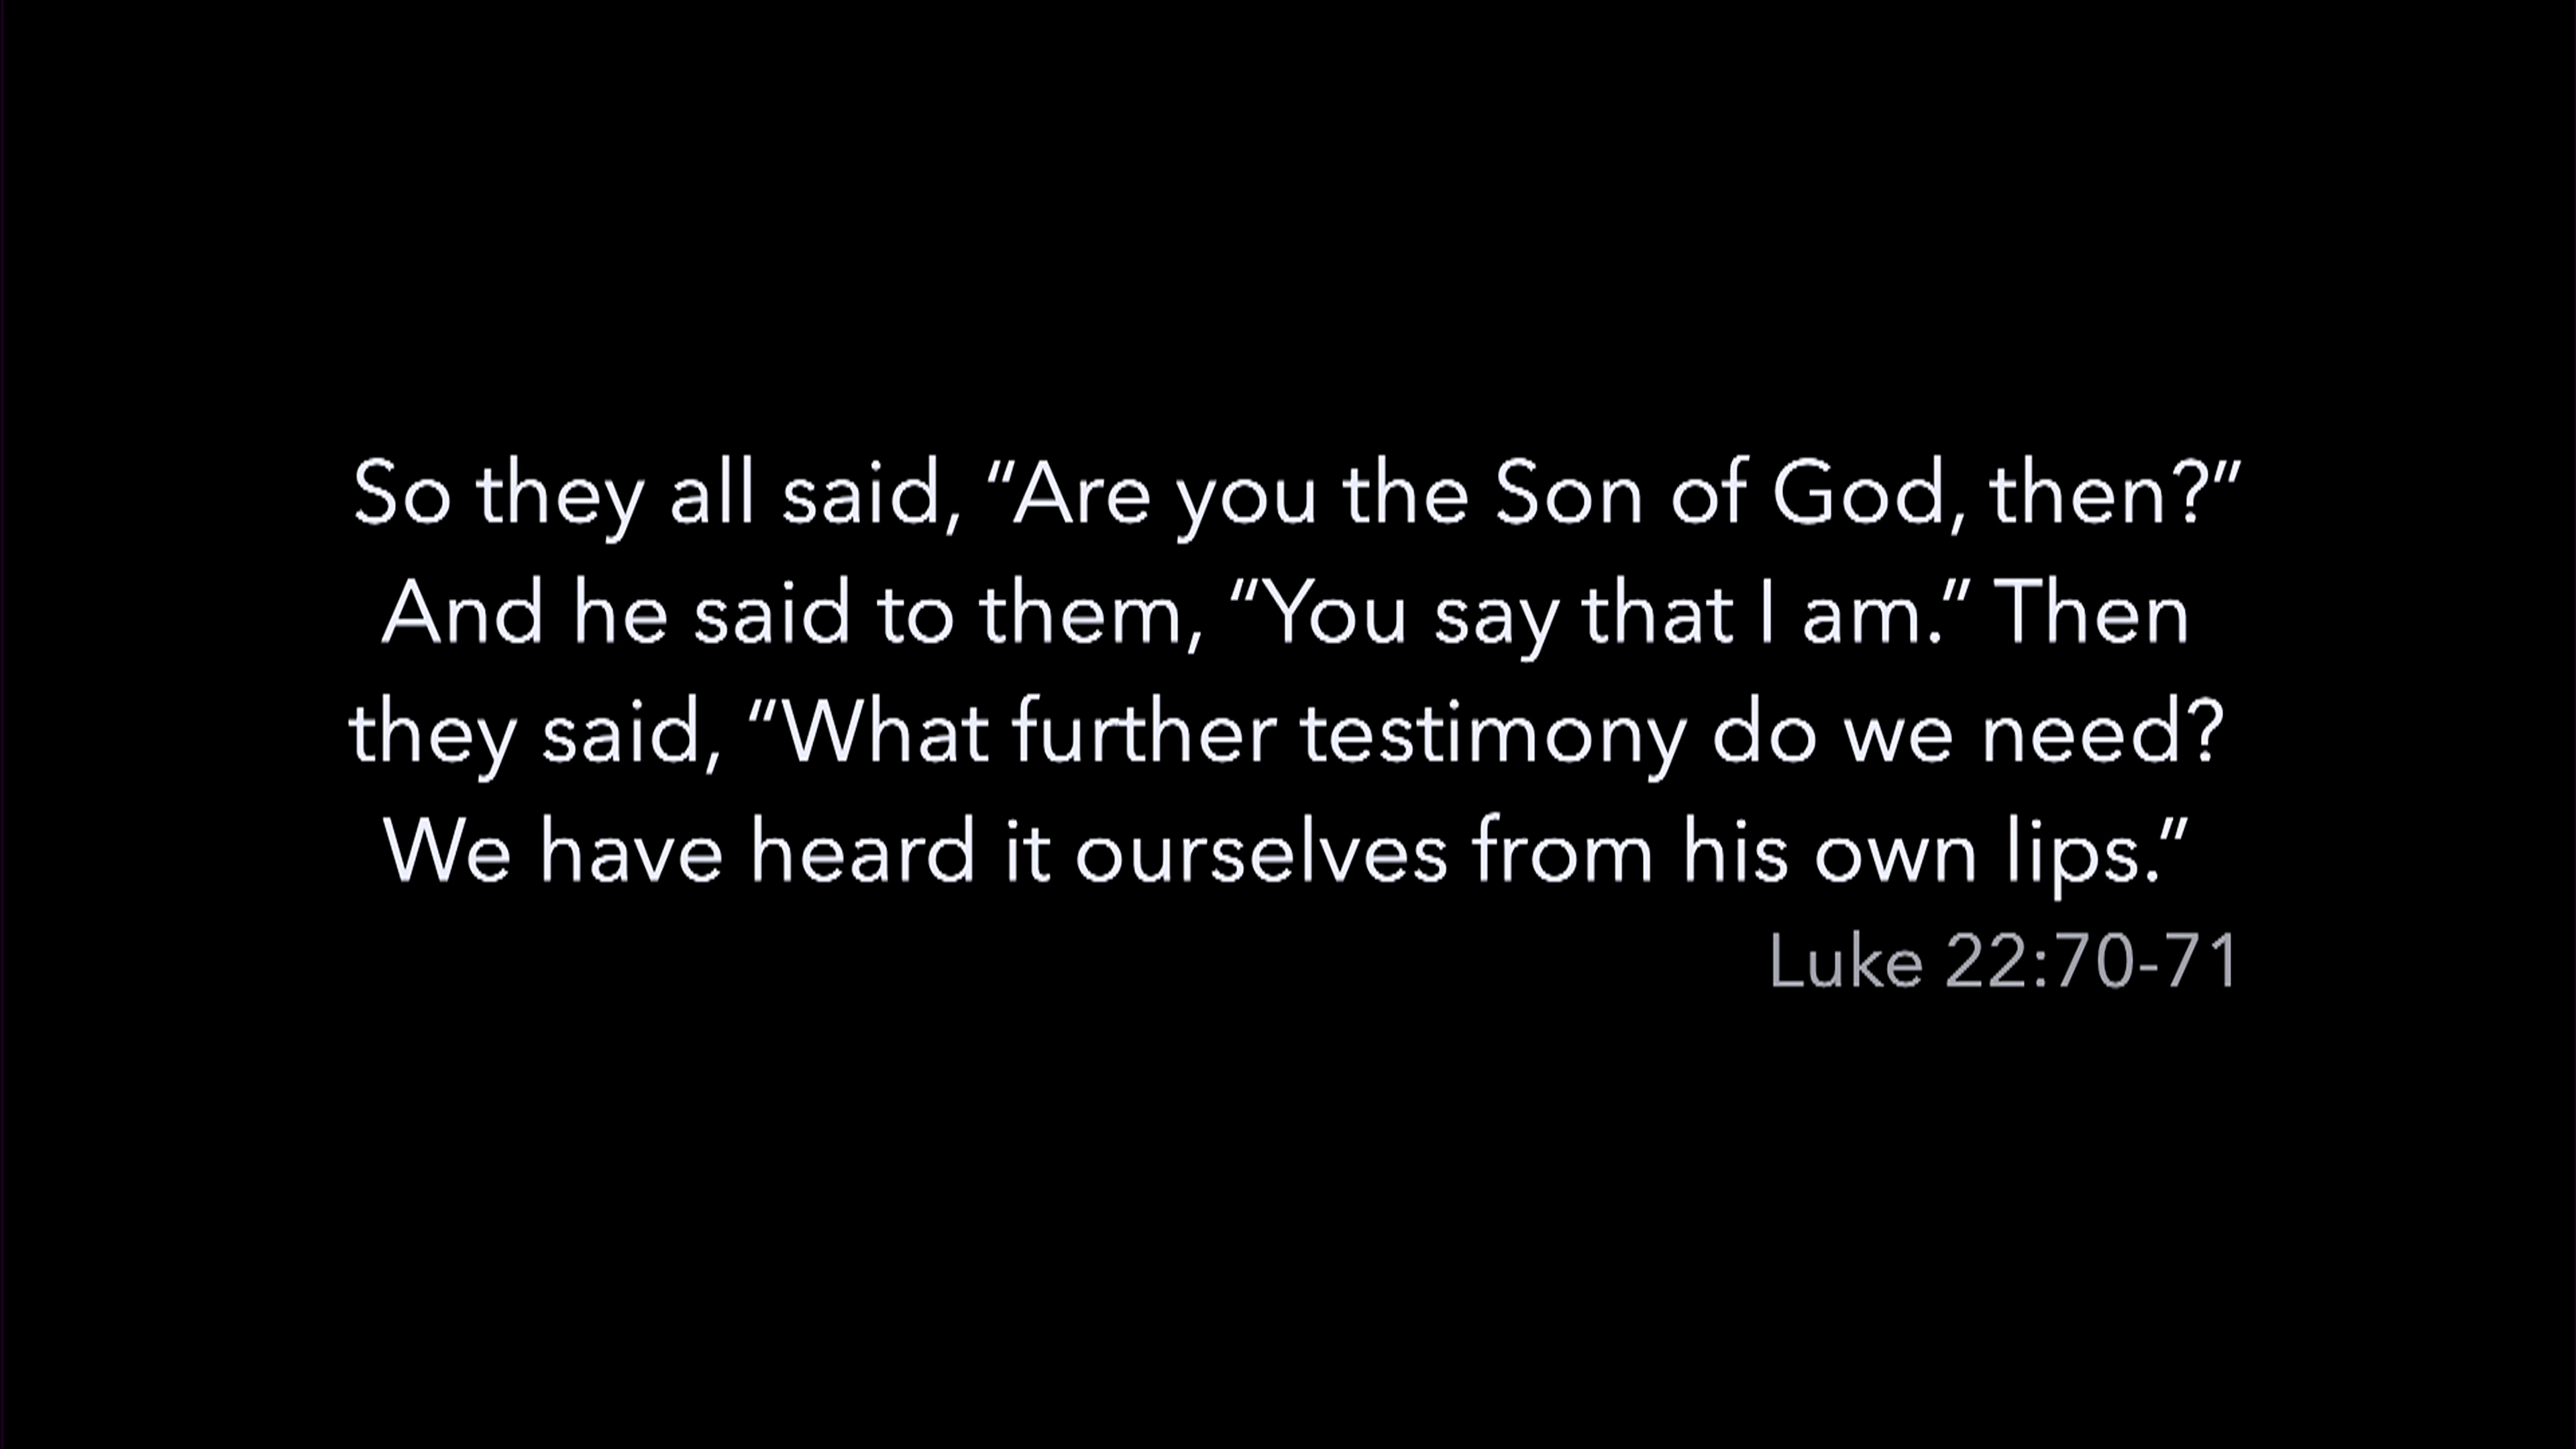 So they all said, “Are you the Son of God, then?”
And he said to them, “You say that I am.” Then
they said, “What further testimony do we need?
We have heard it ourselves from his own lips.”
Luke 22:70-71